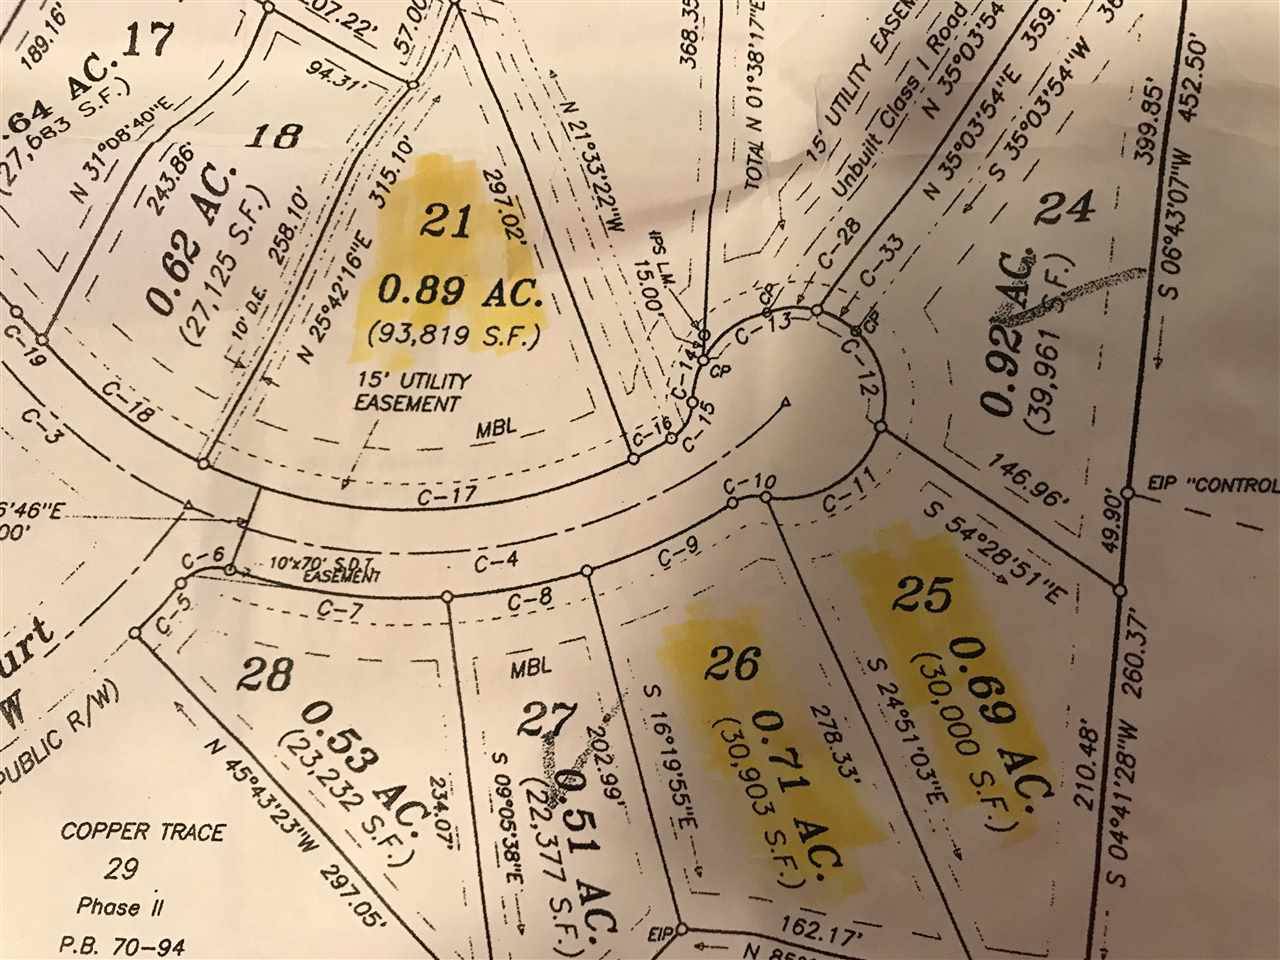 189.16'
.64 AC.
(27,683 S.F.)
17
207.22'
94.31'
57.00'
N 31°08'40"E
243.86'
18
0.62 AC.
(27,125 S.F.)
258.10'
10' D.E.
N 25°42'16"E
315.10'
21
0.89 AC.
(93,819 S.F.)
297.02'
N 21°33'22"W
15' UTILITY
EASEMENT
MBL
368.35
TOTAL N 01°38'17"E
15' UTILITY EASEM
Unbuilt Class I Road
N 35°03'54
359.
36
N 35°03'54"E
S 35°03'54"W
399.85'
452.50'
S 06°43'07"W
24
0.92 AC.
(39,961 S.F.)
IPS L.M.
15.00'
CP
C-28
C-33
C-13
CP
C-12
C-14
CP
C-15
C-16
C-19
C-18
C-3
C-17
C-10
C-11
146.96'
49.90'
EIP "CONTROL
6'46"E
00'
C-6
10'x70' S.D.T.
EASEMENT
C-4
C-9
C-5
C-7
C-8
S 54°28'51"E
urt
W
PUBLIC R/W)
28
0.53 AC.
(23,232 S.F.)
N 45°43'23"W
297.05'
234.07'
MBL
27
0.51 AC.
(22,377 S.F.)
S 09°05'38"E
202.99'
S 16°19'55"E
26
0.71 AC.
(30,903 S.F.)
278.33'
S 24°51'03"E
25
0.69 AC.
(30,000 S.F.)
210.48'
260.37'
S 04°41'28"W
COPPER TRACE
29
Phase II
P.B. 70-94
EIP
162.17'